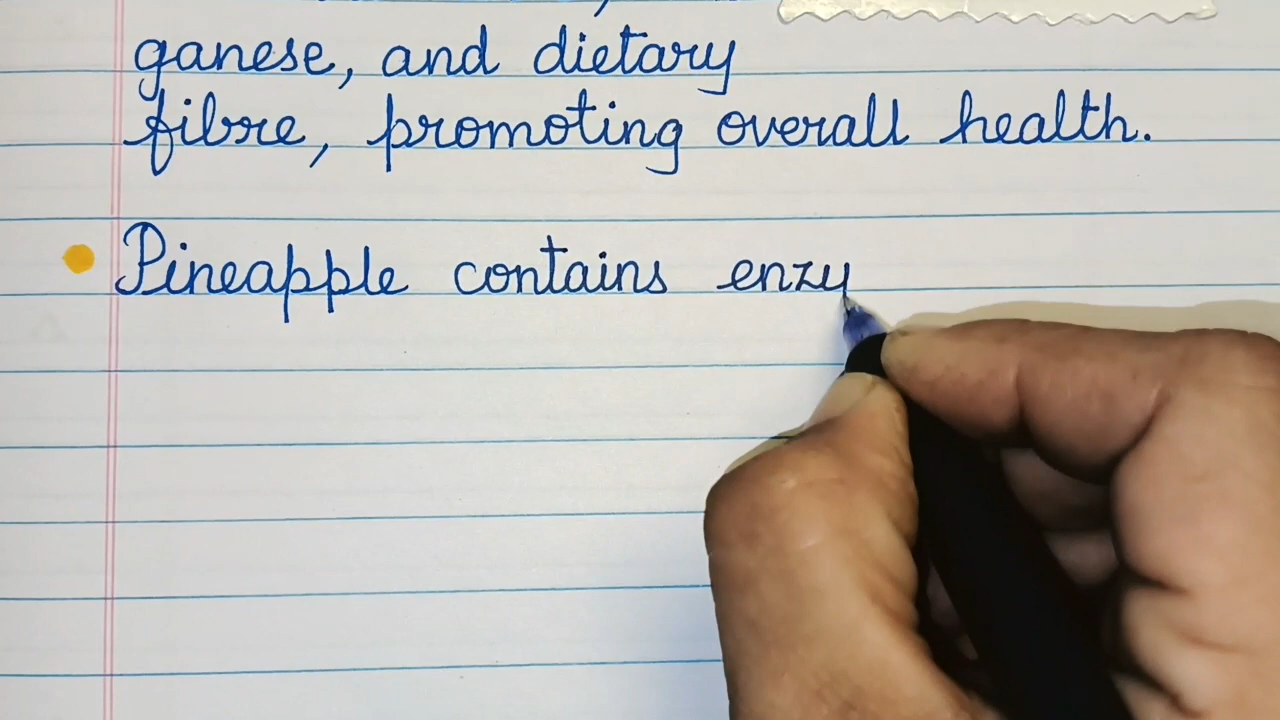 ganese, and dietary
fibre, promoting overall health.
Pineapple contains enzy